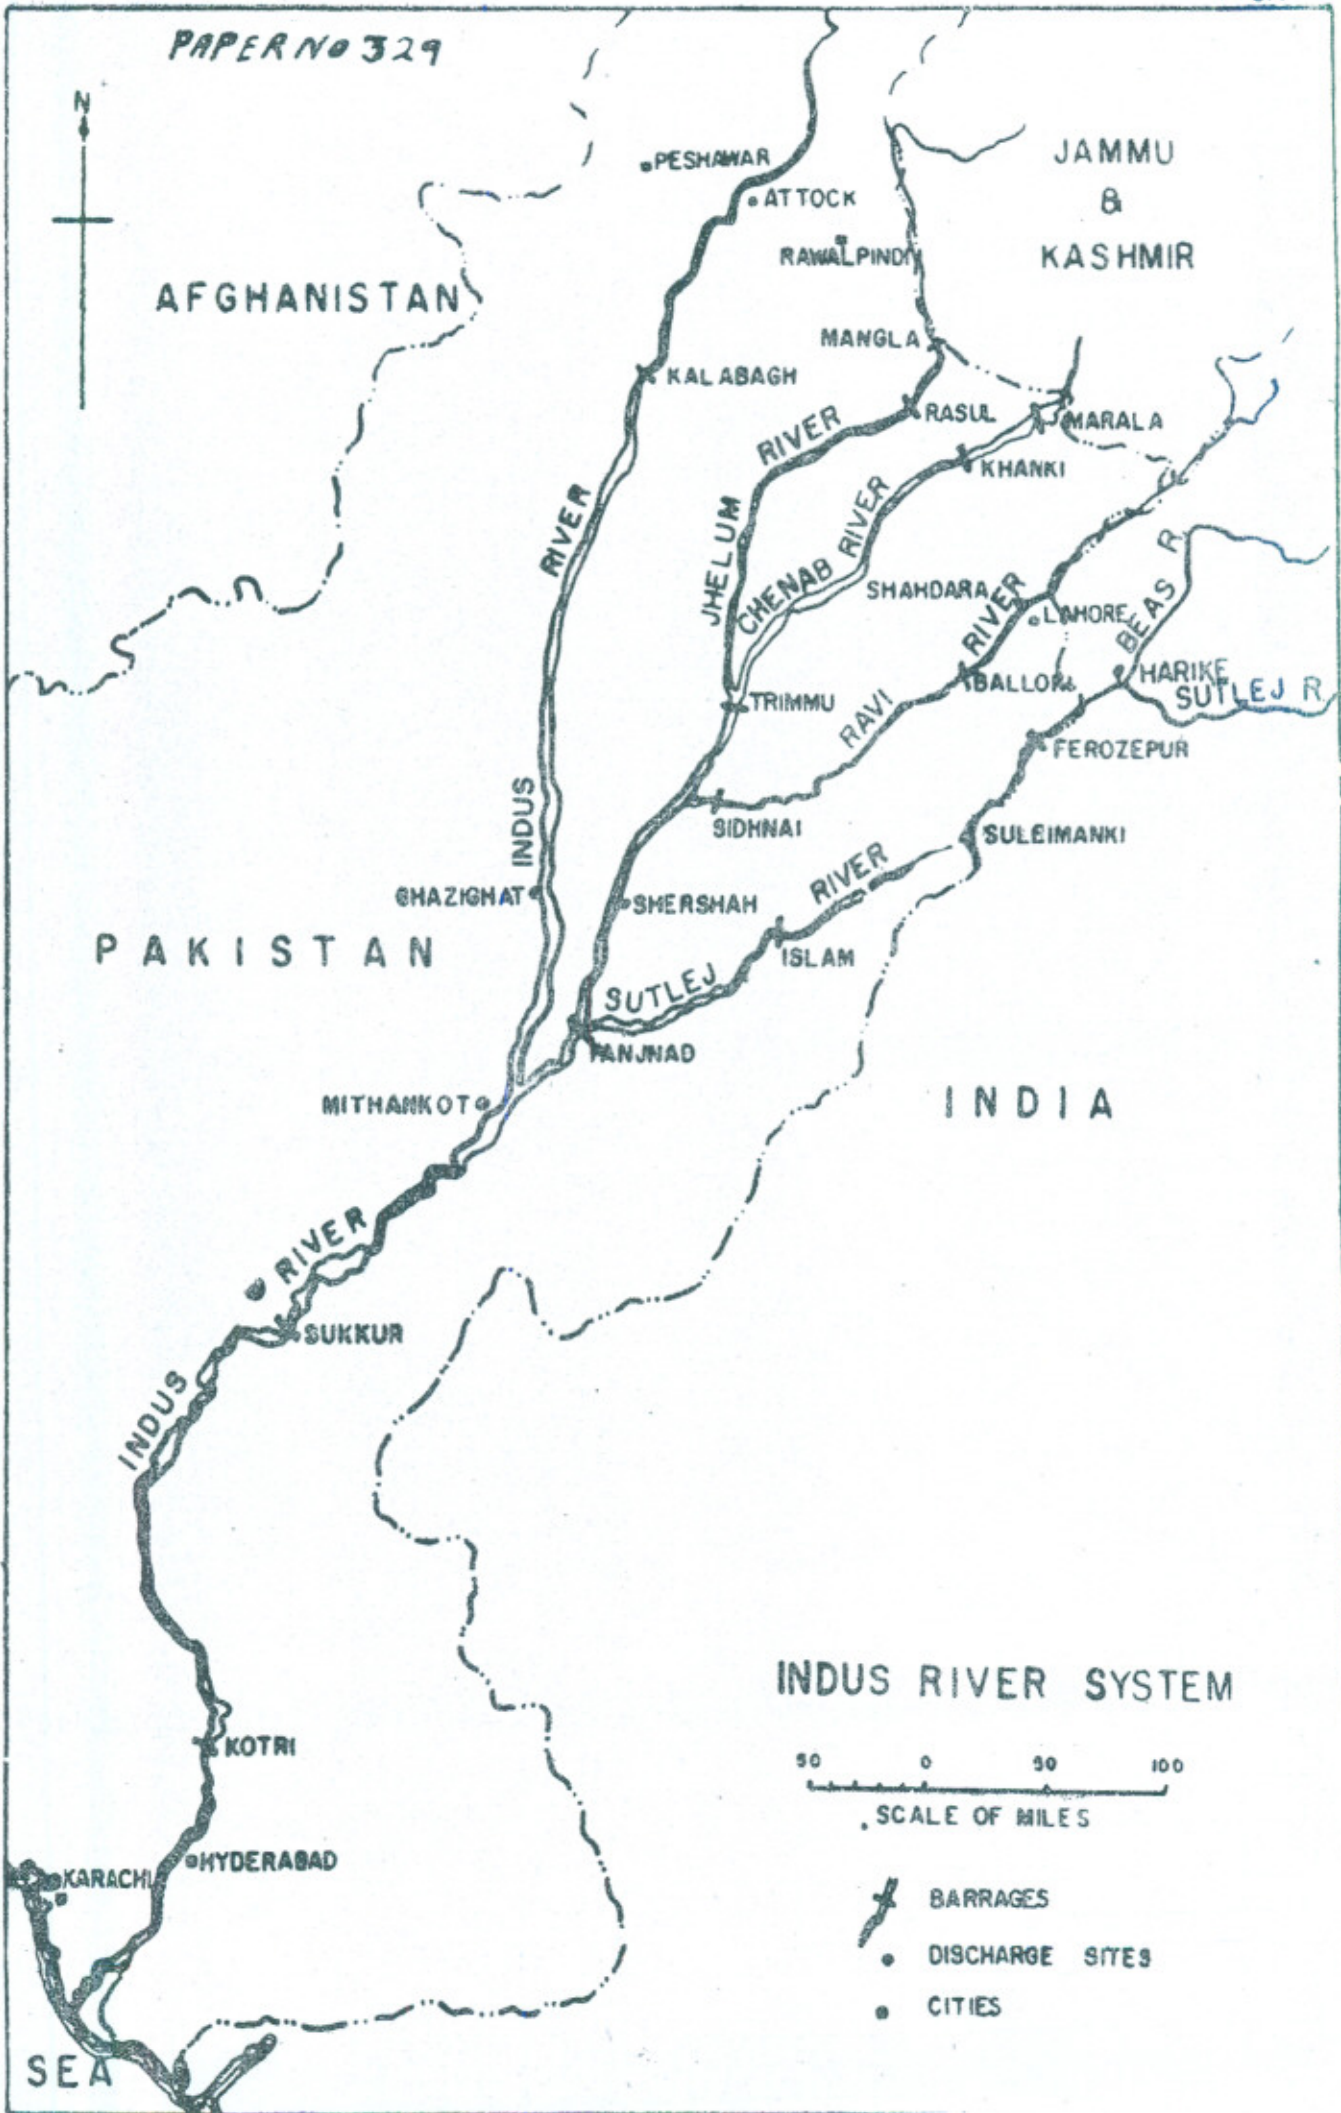 PAPER NO 329
N
PESHAWAR
ATTOCK
JAMMU
&
KASHMIR
RAWALPINDI
AFGHANISTAN
MANGLA
KALABAGH
RASUL
MARALA
KHANKI
JHELUM RIVER
CHENAB RIVER
INDUS RIVER
SHAHDARA
LAHORE
BEAS R
RAVI RIVER
BALLOKI
HARIKE
SUTLEJ R
TRIMMU
FEROZEPUR
SIDHNAI
SULEIMANKI
GHAZIGHAT
SHERSHAH
SUTLEJ RIVER
ISLAM
PAKISTAN
PANJNAD
MITHANKOT
INDIA
INDUS RIVER
SUKKUR
KOTRI
HYDERABAD
KARACHI
SEA
INDUS RIVER SYSTEM
50 0 50 100
SCALE OF MILES
BARRAGES
DISCHARGE SITES
CITIES